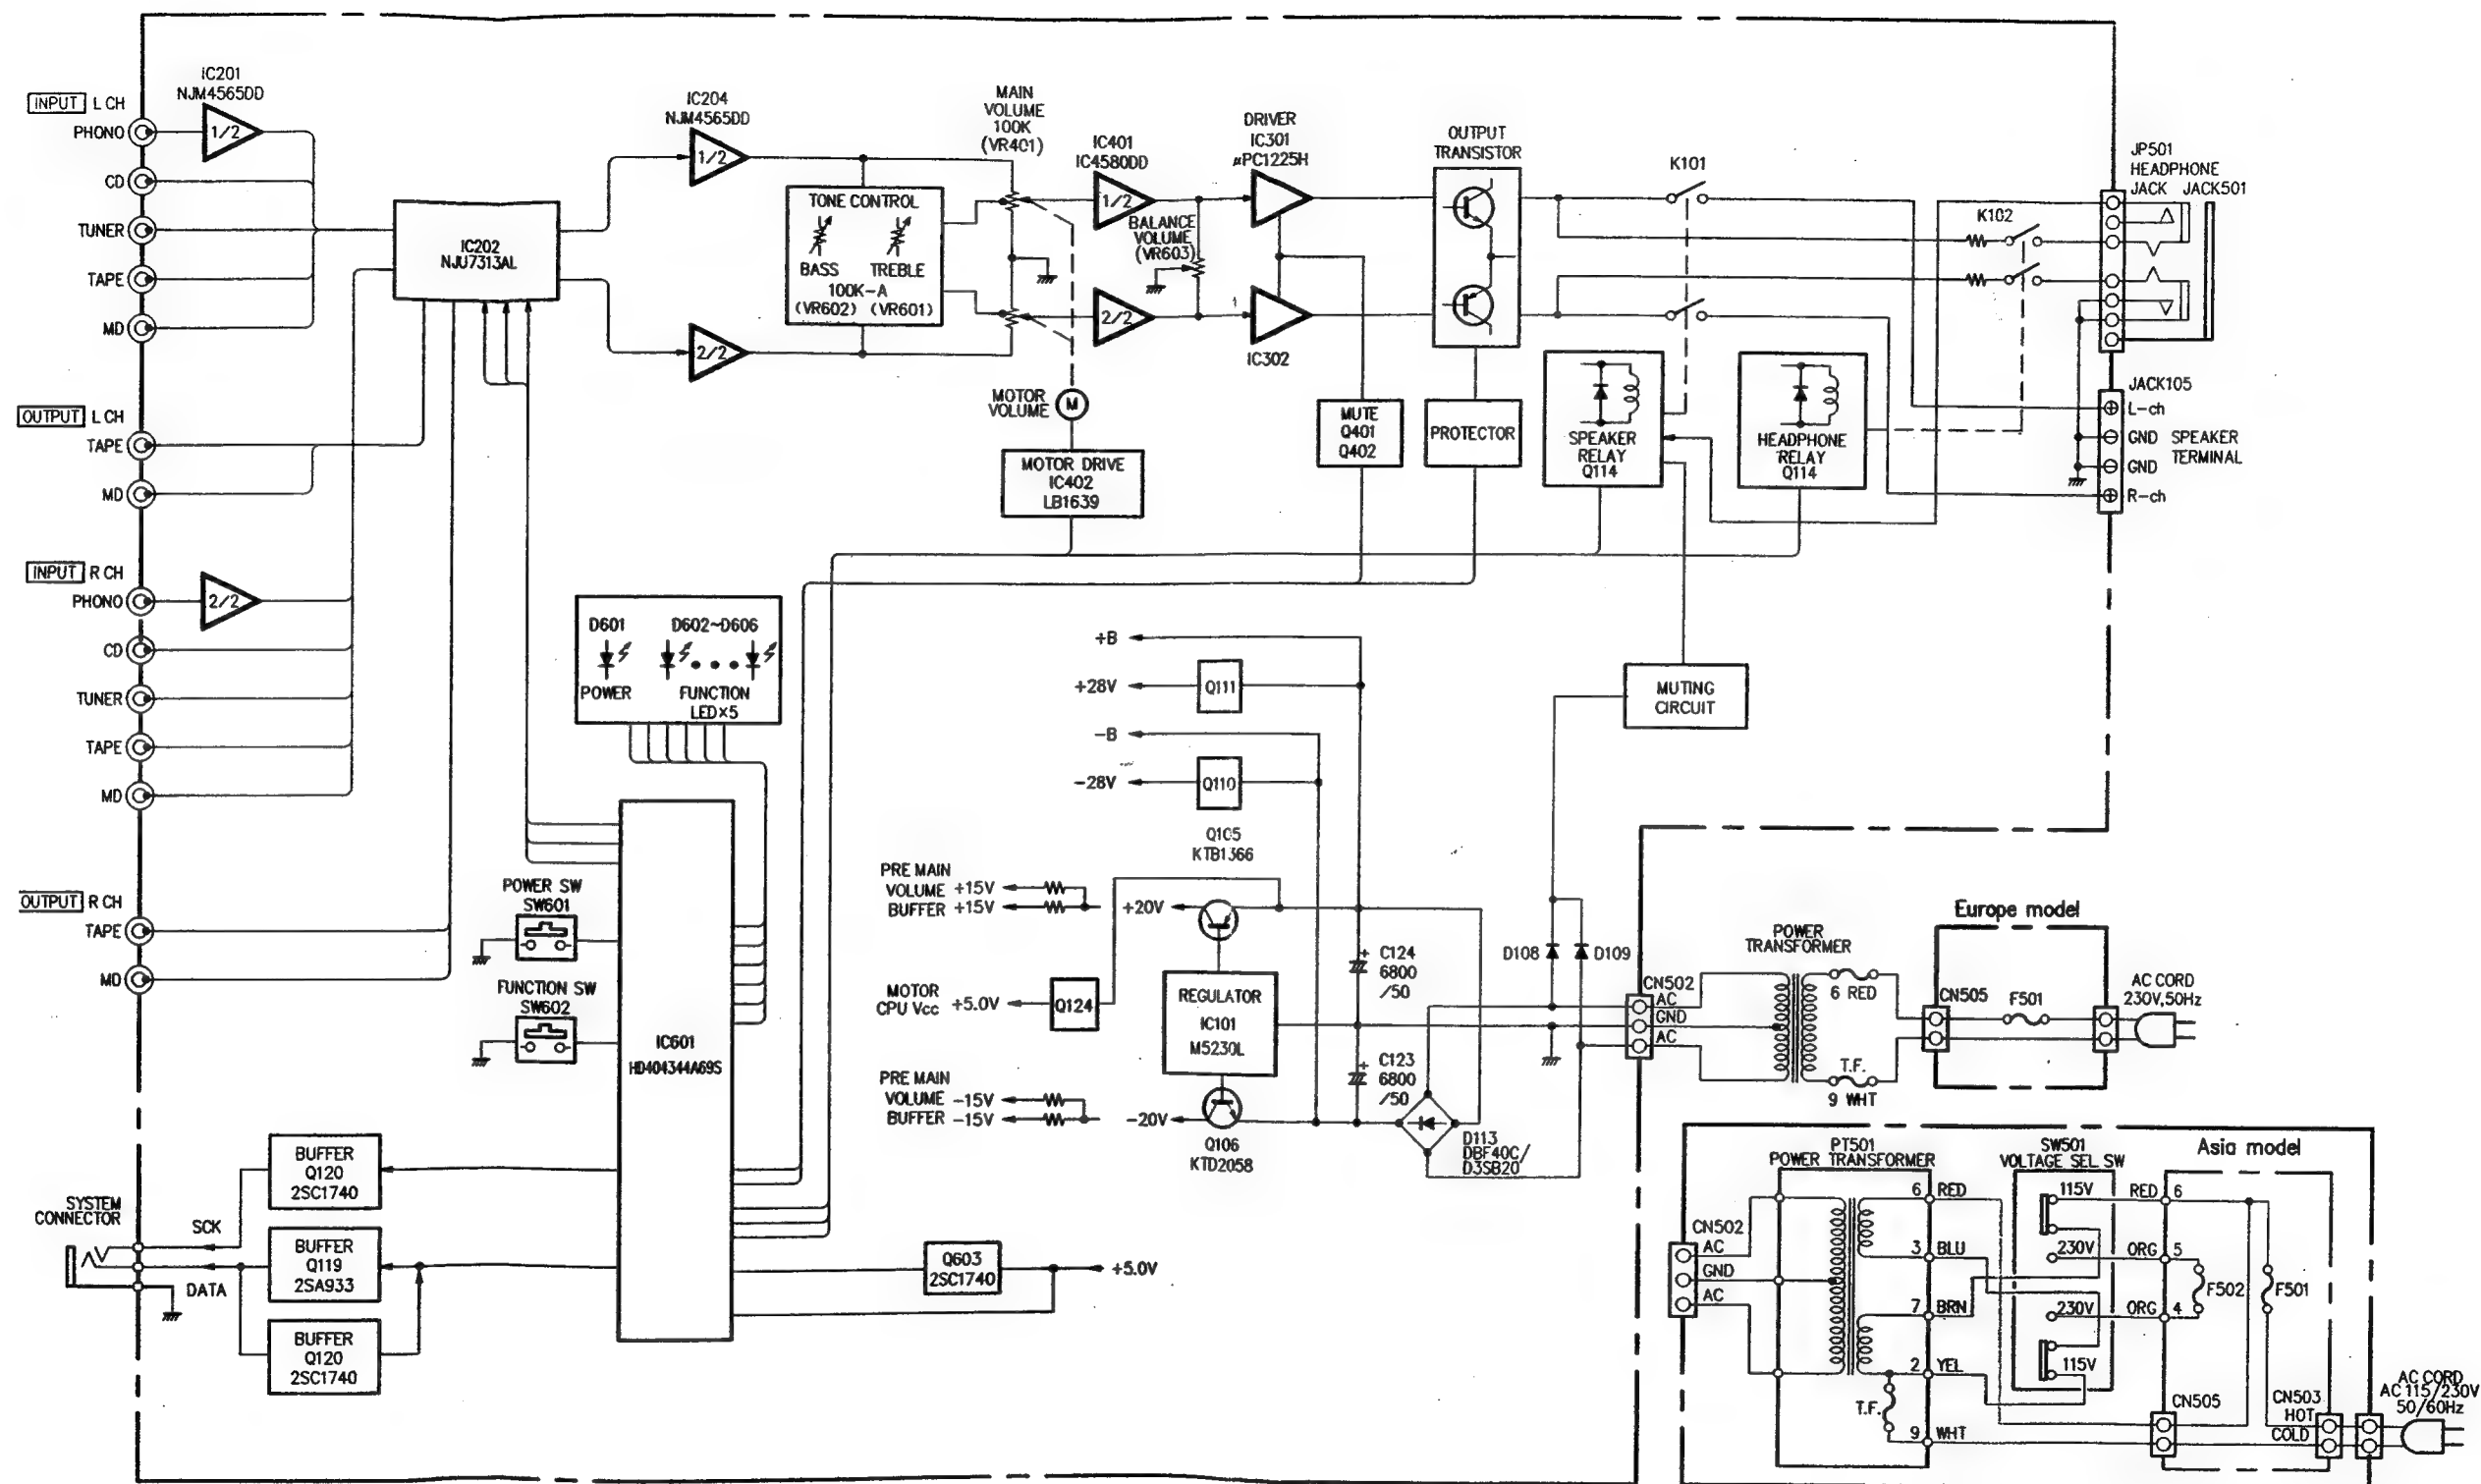 INPUT L CH
PHONO
CD
TUNER
TAPE
MD
OUTPUT L CH
TAPE
MD
INPUT R CH
PHONO
CD
TUNER
TAPE
MD
OUTPUT R CH
TAPE
MD
SYSTEM
CONNECTOR
IC201
NJM4565DD
1/2
2/2
IC202
NJU7313AL
IC204
NJM4565DD
1/2
2/2
TONE CONTROL
BASS TREBLE
100K-A
(VR602) (VR601)
MAIN
VOLUME
100K
(VR401)
MOTOR
VOLUME
M
MOTOR DRIVE
IC402
LB1639
IC401
IC4580DD
1/2
2/2
BALANCE
VOLUME
(VR603)
DRIVER
IC301
μPC1225H
1
IC302
OUTPUT
TRANSISTOR
MUTE
Q401
Q402
PROTECTOR
K101
K102
SPEAKER
RELAY
Q114
HEADPHONE
RELAY
Q114
JP501
HEADPHONE
JACK JACK501
JACK105
L-ch
GND
GND
R-ch
SPEAKER
TERMINAL
D601 D602~D606
POWER FUNCTION
LED×5
POWER SW
SW601
FUNCTION SW
SW602
IC601
HD404344A69S
BUFFER
Q120
2SC1740
BUFFER
Q119
2SA933
BUFFER
Q120
2SC1740
SCK
DATA
Q603
2SC1740
+5.0V
+B
+28V
Q111
-B
-28V
Q110
Q105
KTB1366
PRE MAIN
VOLUME +15V
BUFFER +15V
+20V
MOTOR
CPU Vcc +5.0V
Q124
REGULATOR
IC101
M5230L
PRE MAIN
VOLUME -15V
BUFFER -15V
-20V
Q106
KTD2058
+ C124
6800
/50
+ C123
6800
/50
D113
DBF40C/
D3SB20
MUTING
CIRCUIT
D108
D109
CN502
AC
GND
AC
POWER
TRANSFORMER
6 RED
T.F.
9 WHT
Europe model
CN505
F501
AC CORD
230V,50Hz
Asia model
PT501
POWER TRANSFORMER
CN502
AC
GND
AC
6 RED
3 BLU
7 BRN
2 YEL
T.F.
9 WHT
SW501
VOLTAGE SEL SW
115V
230V
230V
115V
RED 6
ORG 5
ORG 4
F502
F501
CN505
CN503
HOT
COLD
AC CORD
AC 115/230V
50/60Hz